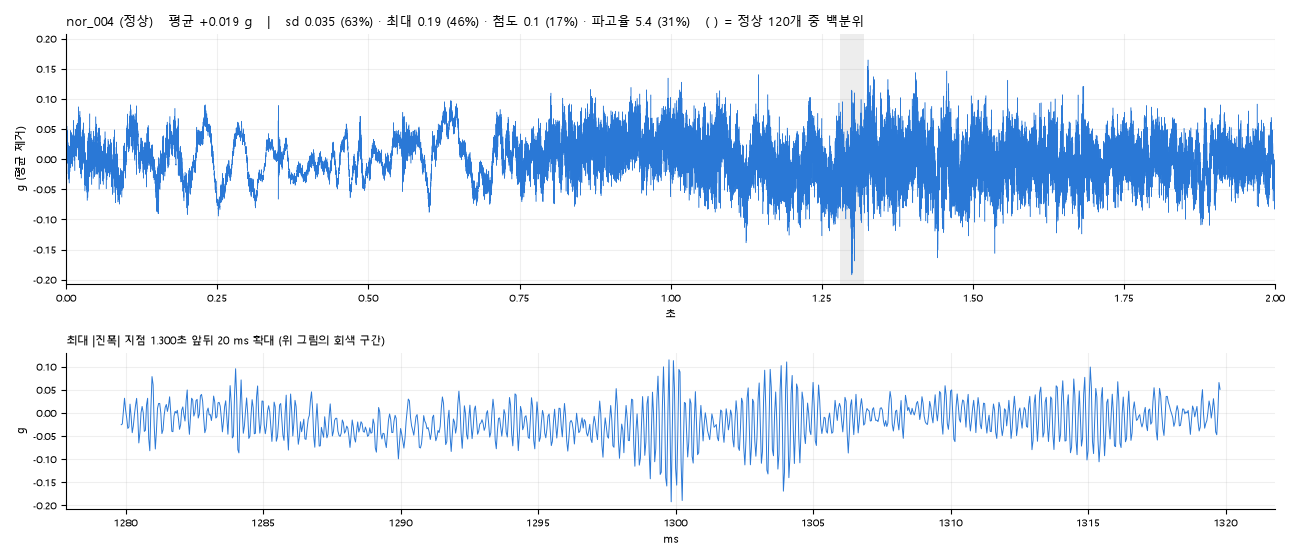 nor_004 (정상)    평균 +0.019 g    |    sd 0.035 (63%) · 최대 0.19 (46%) · 첨도 0.1 (17%) · 파고율 5.4 (31%)    ( ) = 정상 120개 중 백분위
g (평균 제거)
0.20
0.15
0.10
0.05
0.00
-0.05
-0.10
-0.15
-0.20
0.00 0.25 0.50 0.75 1.00 1.25 1.50 1.75 2.00
초
최대 |진폭| 지점 1.300초 앞뒤 20 ms 확대 (위 그림의 회색 구간)
g
0.10
0.05
0.00
-0.05
-0.10
-0.15
-0.20
1280 1285 1290 1295 1300 1305 1310 1315 1320
ms